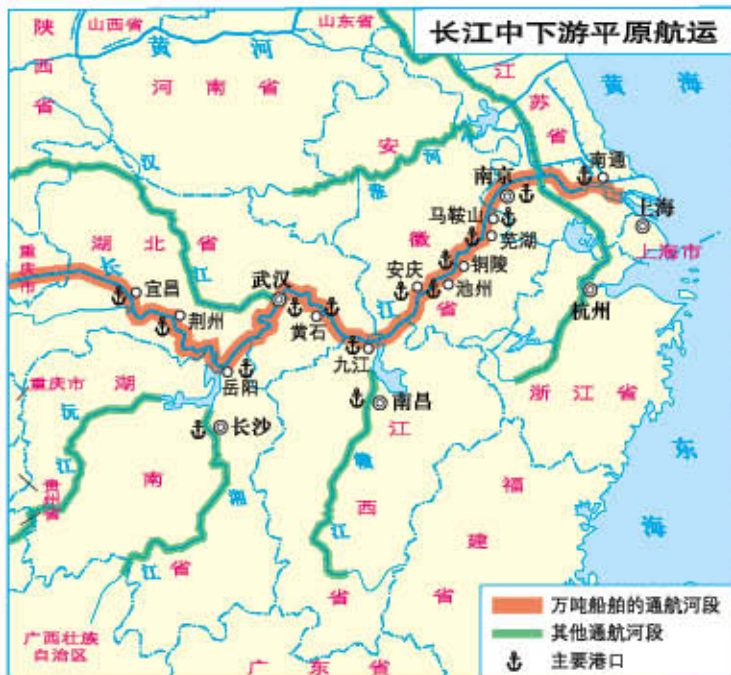 长江中下游平原航运
陕西省
山西省
山东省
黄河
河南省
江苏省
黄海
安徽省
淮河
汉江
南通
南京
上海
上海市
马鞍山
芜湖
铜陵
池州
安庆
杭州
重庆市
湖北省
长江
宜昌
荆州
武汉
黄石
九江
岳阳
重庆市
湖南省
沅江
长沙
湘江
贵州省
南昌
江西省
赣江
浙江省
福建省
东海
广西壮族
自治区
广东省
万吨船舶的通航河段
其他通航河段
主要港口